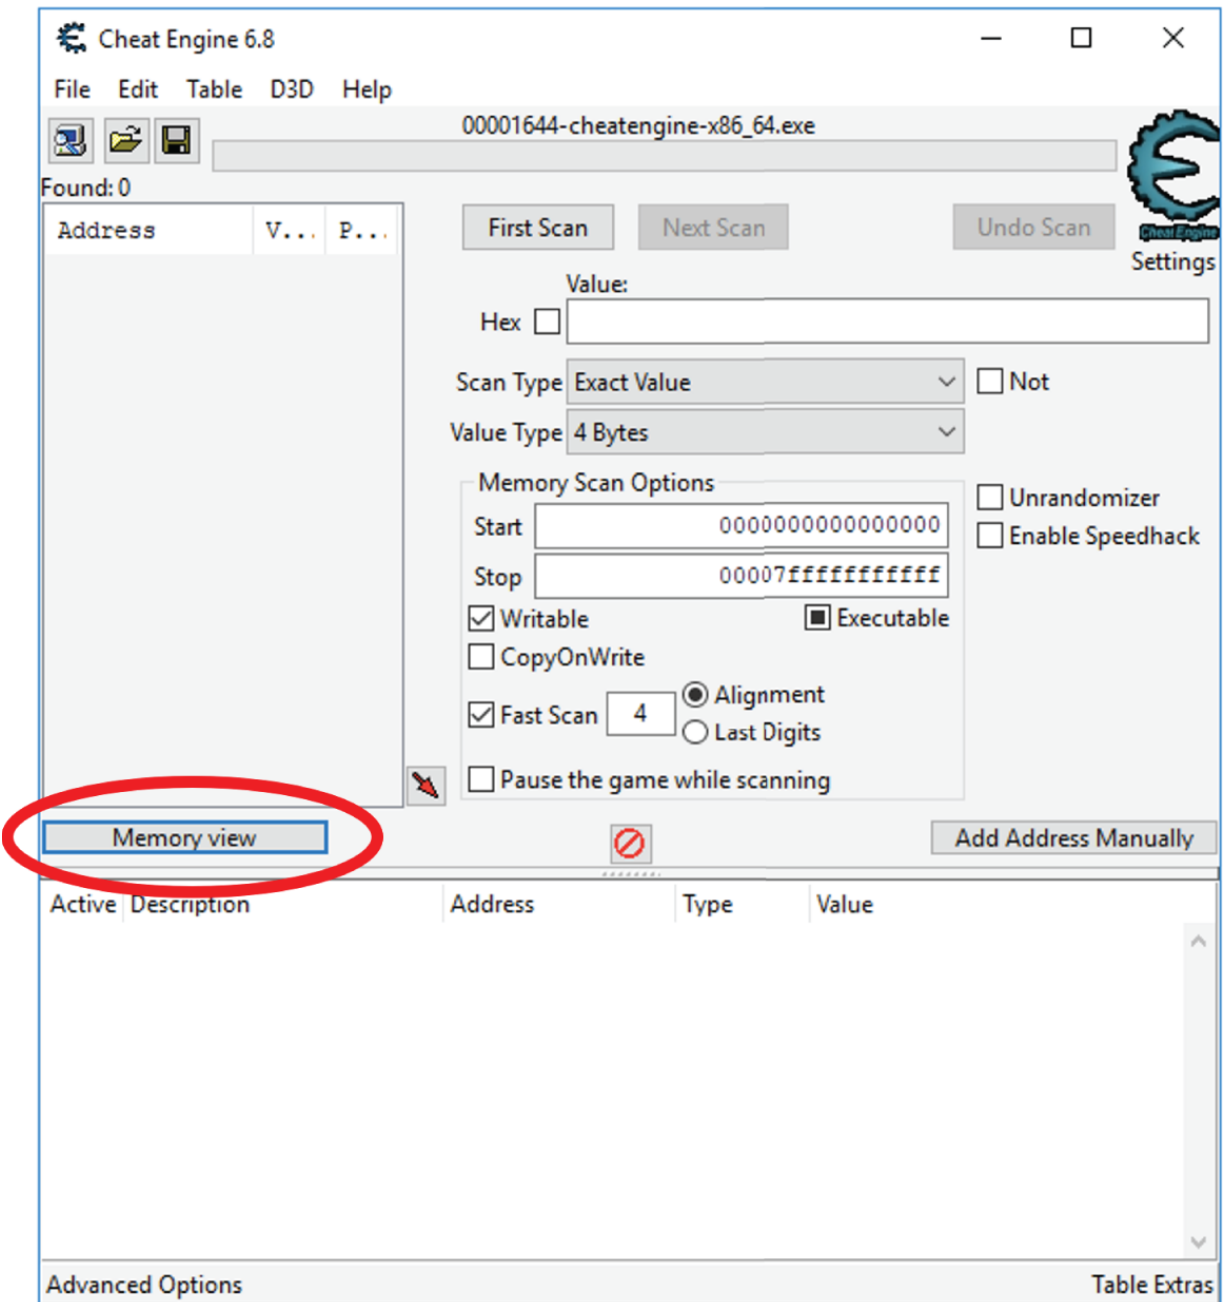 Cheat Engine 6.8
File Edit Table D3D Help
00001644-cheatengine-x86_64.exe
Found: 0
Address V... P...
First Scan Next Scan Undo Scan
Cheat Engine
Settings
Value:
Hex
Scan Type Exact Value Not
Value Type 4 Bytes
Memory Scan Options
Unrandomizer
Start 0000000000000000
Enable Speedhack
Stop 00007fffffffffff
Writable Executable
CopyOnWrite
Fast Scan 4 Alignment
Last Digits
Pause the game while scanning
Memory view Add Address Manually
Active Description Address Type Value
Advanced Options Table Extras